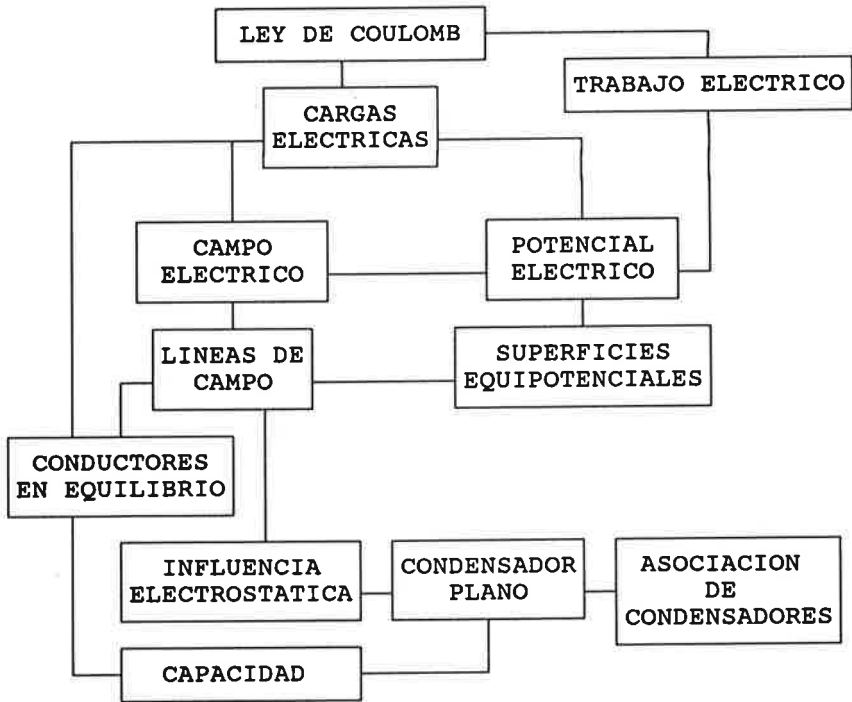 LEY DE COULOMB
TRABAJO ELECTRICO
CARGAS
ELECTRICAS
CAMPO
ELECTRICO
POTENCIAL
ELECTRICO
LINEAS DE
CAMPO
SUPERFICIES
EQUIPOTENCIALES
CONDUCTORES
EN EQUILIBRIO
INFLUENCIA
ELECTROSTATICA
CONDENSADOR
PLANO
ASOCIACION
DE
CONDENSADORES
CAPACIDAD